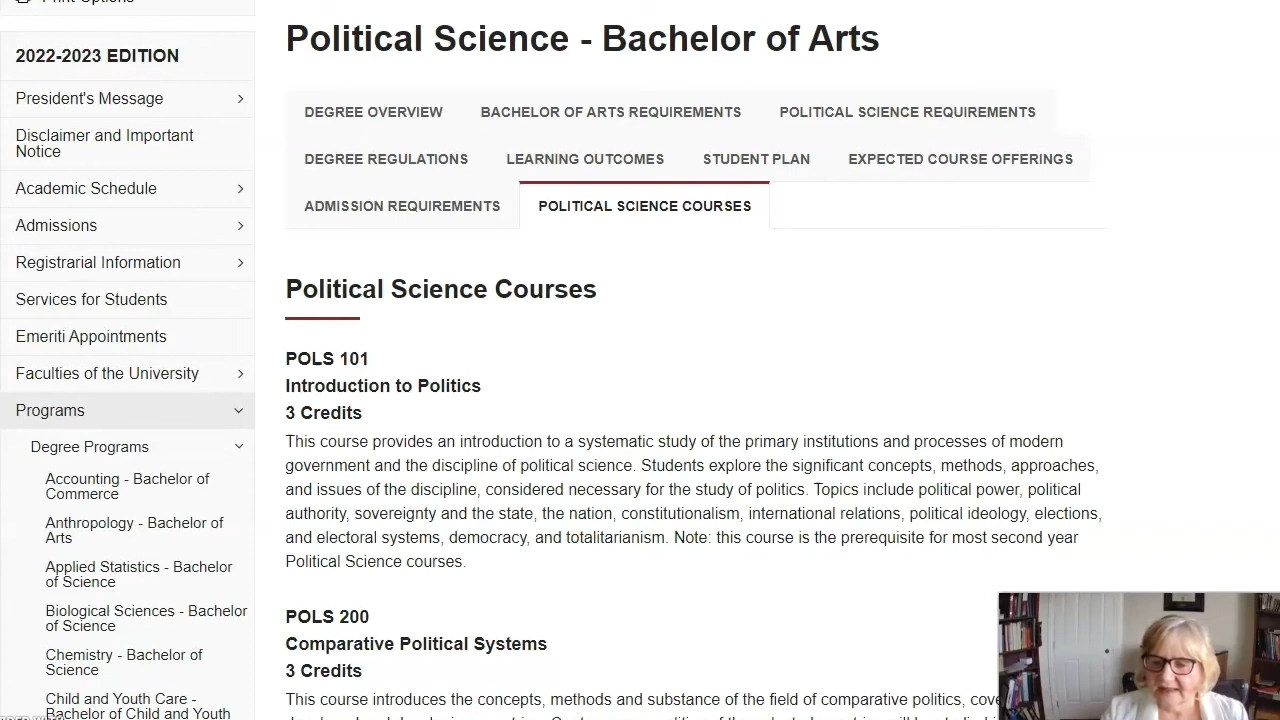 Print Options
2022-2023 EDITION
President's Message
Disclaimer and Important
Notice
Academic Schedule
Admissions
Registrarial Information
Services for Students
Emeriti Appointments
Faculties of the University
Programs
Degree Programs
Accounting - Bachelor of
Commerce
Anthropology - Bachelor of
Arts
Applied Statistics - Bachelor
of Science
Biological Sciences - Bachelor
of Science
Chemistry - Bachelor of
Science
Child and Youth Care -
Bachelor of Child and Youth
Political Science - Bachelor of Arts
DEGREE OVERVIEW BACHELOR OF ARTS REQUIREMENTS POLITICAL SCIENCE REQUIREMENTS
DEGREE REGULATIONS LEARNING OUTCOMES STUDENT PLAN EXPECTED COURSE OFFERINGS
ADMISSION REQUIREMENTS POLITICAL SCIENCE COURSES
Political Science Courses
POLS 101
Introduction to Politics
3 Credits
This course provides an introduction to a systematic study of the primary institutions and processes of modern
government and the discipline of political science. Students explore the significant concepts, methods, approaches,
and issues of the discipline, considered necessary for the study of politics. Topics include political power, political
authority, sovereignty and the state, the nation, constitutionalism, international relations, political ideology, elections,
and electoral systems, democracy, and totalitarianism. Note: this course is the prerequisite for most second year
Political Science courses.
POLS 200
Comparative Political Systems
3 Credits
This course introduces the concepts, methods and substance of the field of comparative politics,